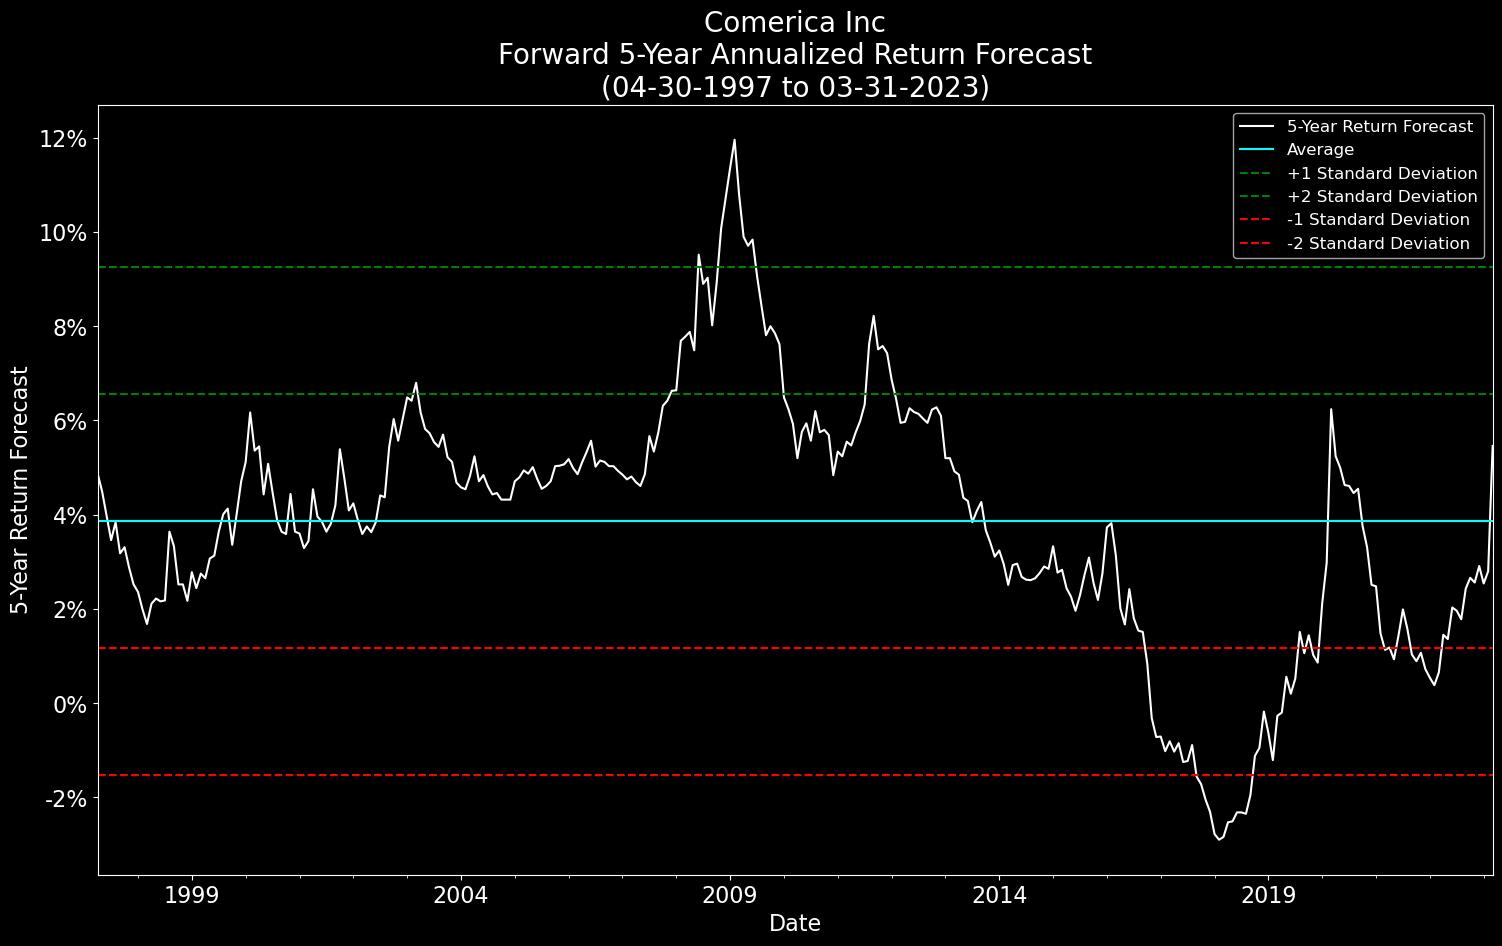 Comerica Inc
Forward 5-Year Annualized Return Forecast
(04-30-1997 to 03-31-2023)
5-Year Return Forecast
Average
+1 Standard Deviation
+2 Standard Deviation
-1 Standard Deviation
-2 Standard Deviation
5-Year Return Forecast
12%
10%
8%
6%
4%
2%
0%
-2%
1999 2004 2009 2014 2019
Date